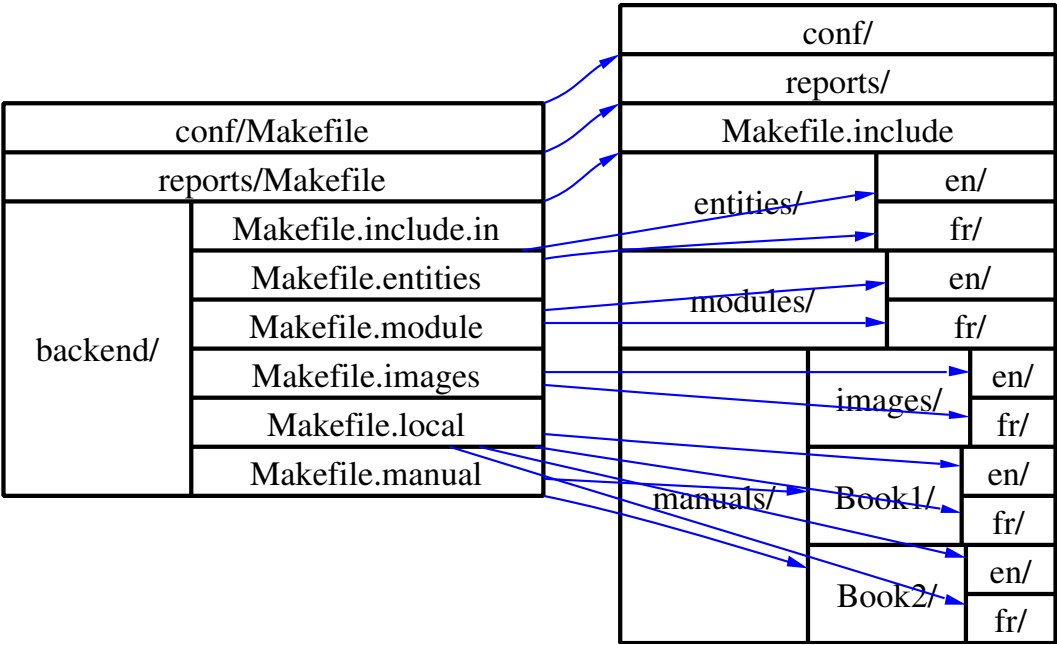 conf/Makefile
reports/Makefile
backend/
Makefile.include.in
Makefile.entities
Makefile.module
Makefile.images
Makefile.local
Makefile.manual
conf/
reports/
Makefile.include
entities/
en/
fr/
modules/
en/
fr/
manuals/
images/
en/
fr/
Book1/
en/
fr/
Book2/
en/
fr/